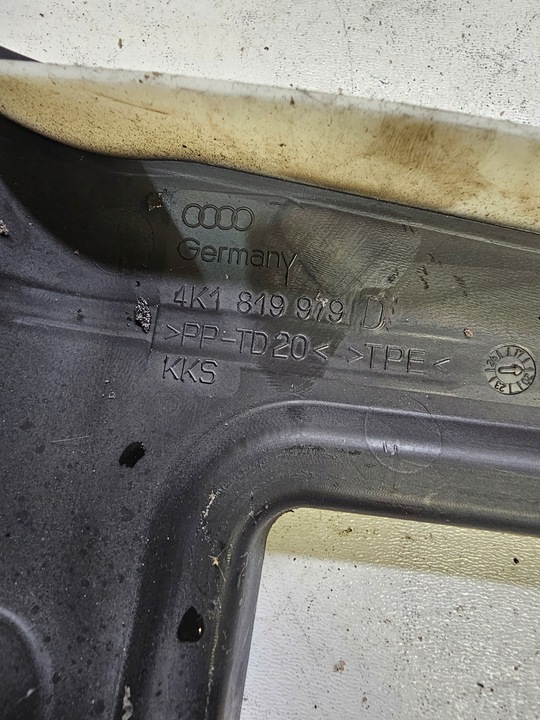 Germany
4K1 819 979 D
>PP-TD20< >TPE<
KKS